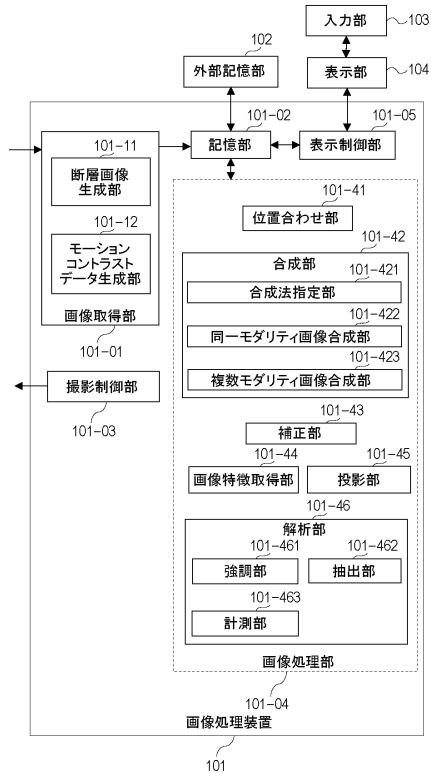 入力部
103
102
外部記憶部
表示部
104
101-02
101-05
記憶部
表示制御部
101-11
断層画像
生成部
101-12
モーション
コントラスト
データ生成部
画像取得部
101-01
撮影制御部
101-03
101-41
位置合わせ部
101-42
合成部
101-421
合成法指定部
101-422
同一モダリティ画像合成部
101-423
複数モダリティ画像合成部
101-43
補正部
101-44
画像特徴取得部
101-45
投影部
101-46
解析部
101-461
強調部
101-462
抽出部
101-463
計測部
画像処理部
101-04
画像処理装置
101